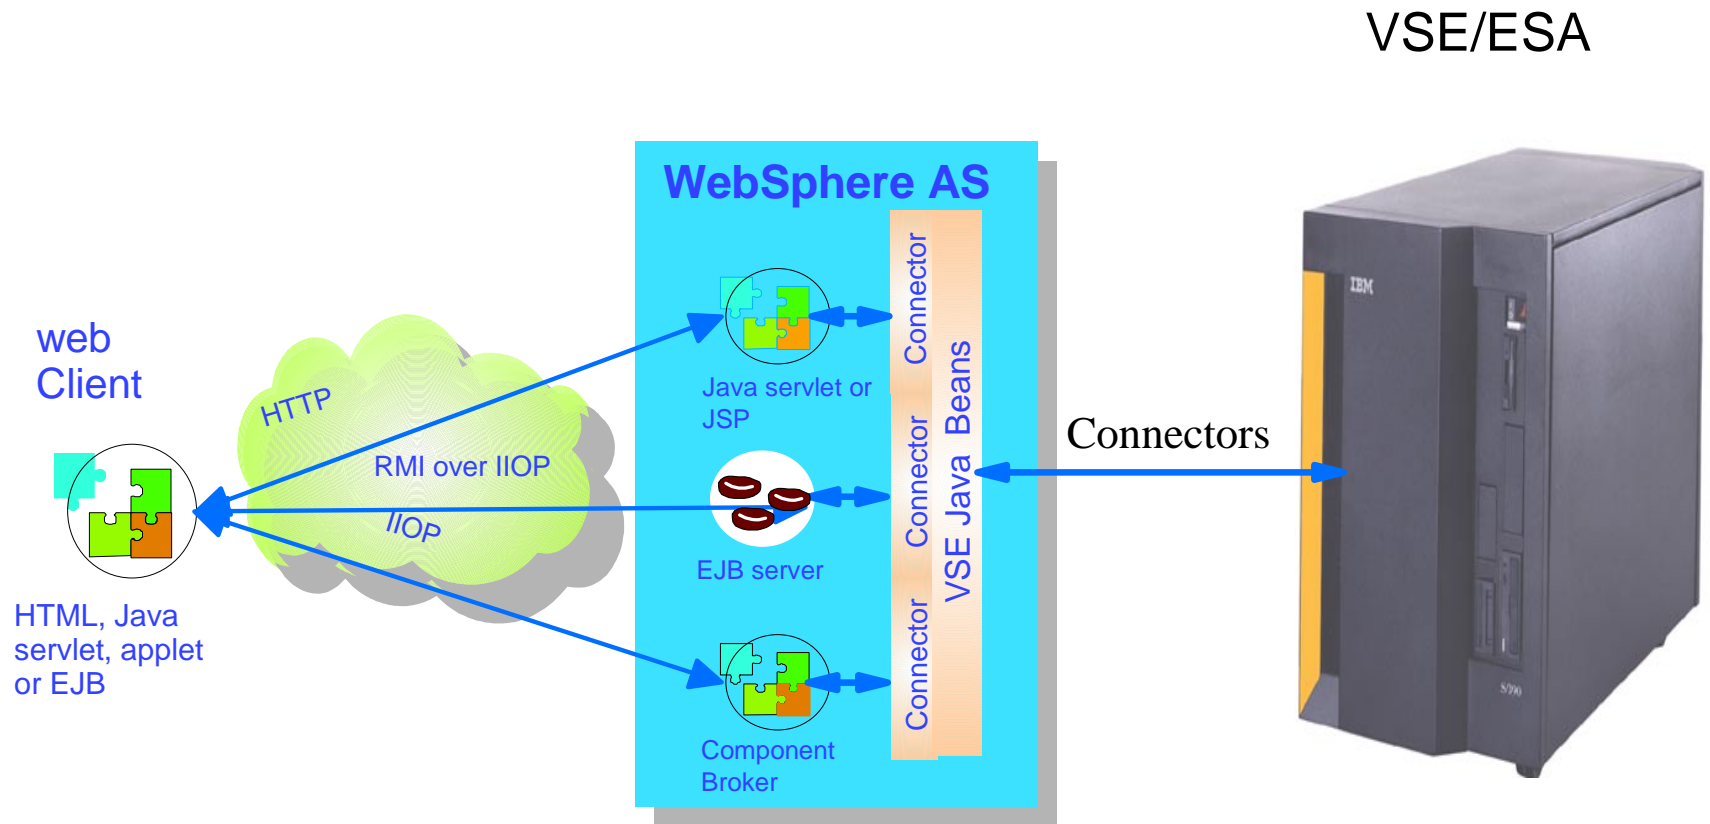 VSE/ESA
WebSphere AS
web
Client
HTML, Java
servlet, applet
or EJB
HTTP
RMI over IIOP
IIOP
Java servlet or
JSP
EJB server
Component
Broker
Connector
Connector
Connector
VSE Java Beans
Connectors
IBM
S/390